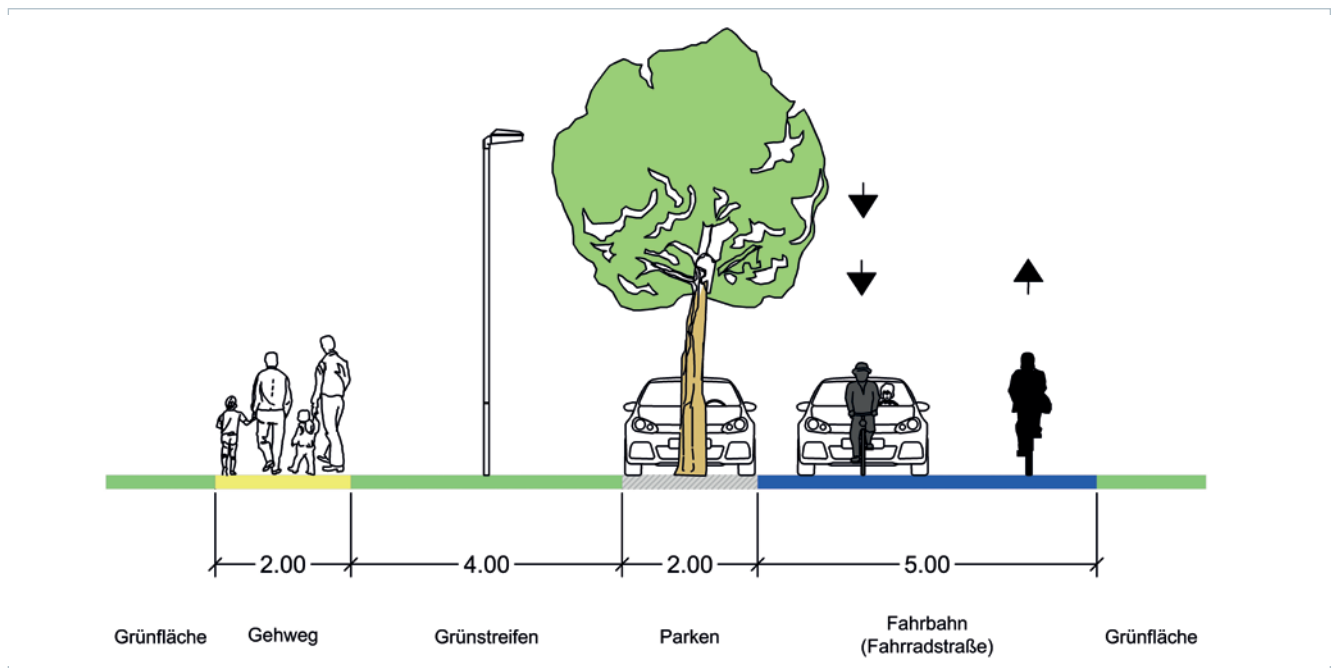 2.00
4.00
2.00
5.00
Grünfläche
Gehweg
Grünstreifen
Parken
Fahrbahn
(Fahrradstraße)
Grünfläche